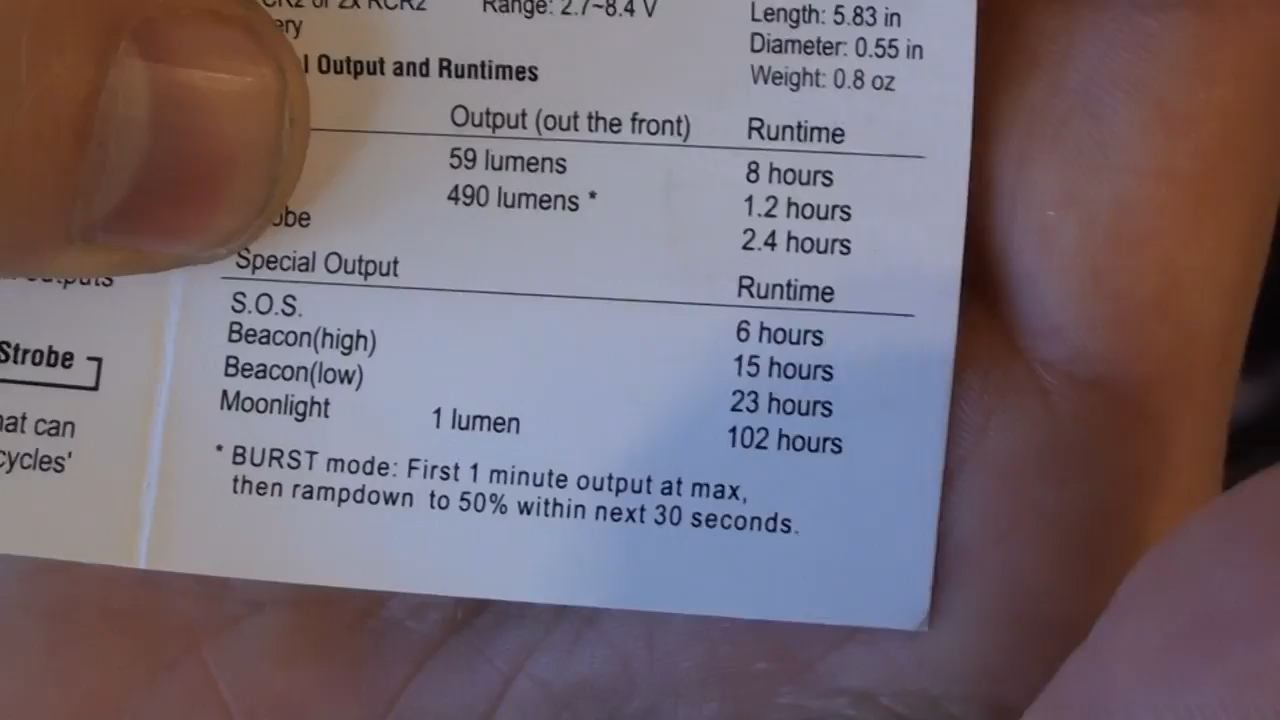 Range: 2.7~8.4 V
Length: 5.83 in
Diameter: 0.55 in
Weight: 0.8 oz
Output and Runtimes
Output (out the front) Runtime
59 lumens 8 hours
490 lumens * 1.2 hours
2.4 hours
Special Output Runtime
S.O.S. 6 hours
Beacon(high) 15 hours
Beacon(low) 23 hours
Moonlight 1 lumen 102 hours
* BURST mode: First 1 minute output at max,
then rampdown to 50% within next 30 seconds.
Strobe
can
cycles'